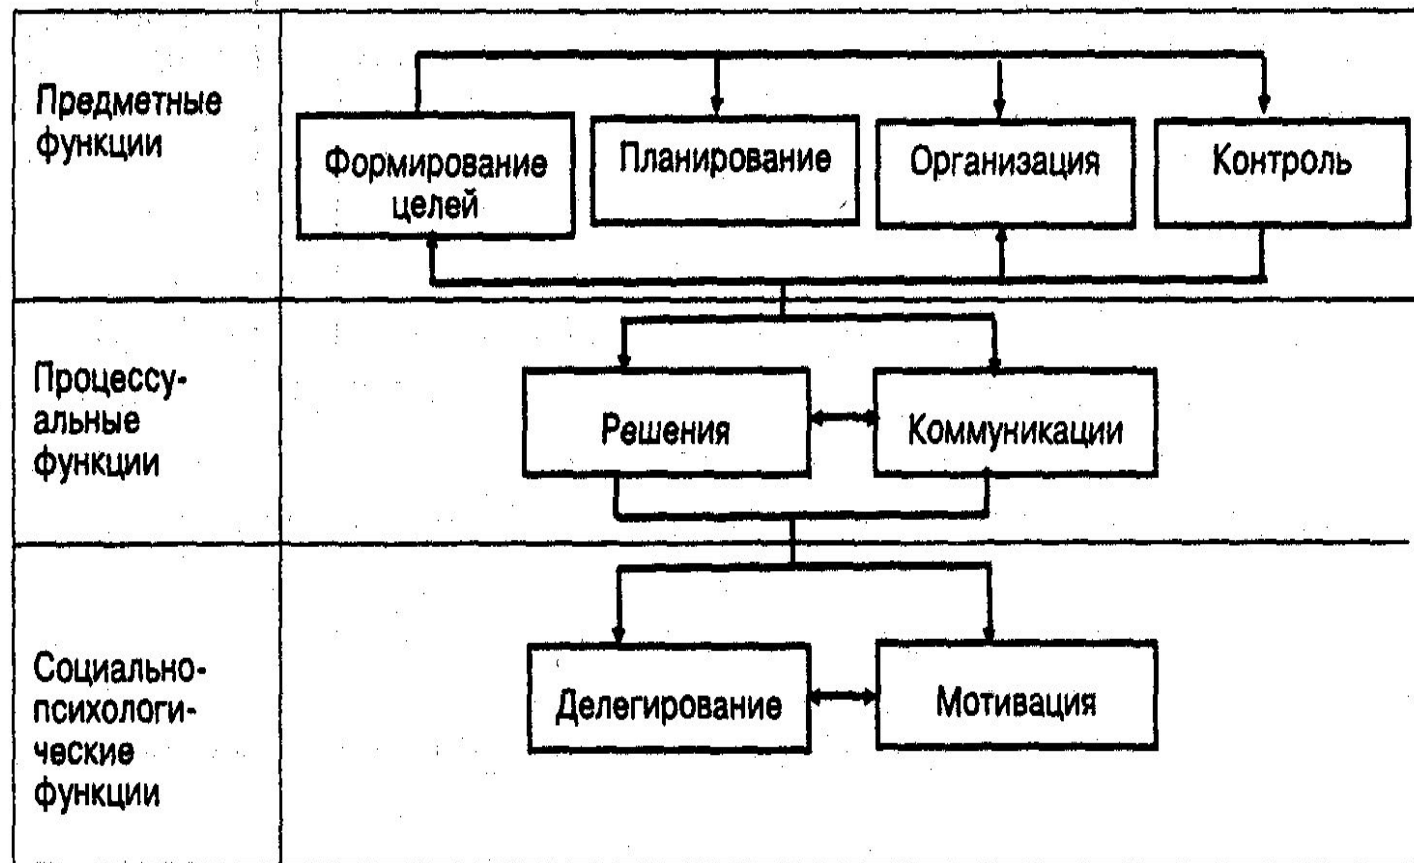 Предметные
функции
Формирование
целей
Планирование
Организация
Контроль
Процессу-
альные
функции
Решения
Коммуникации
Социально-
психологи-
ческие
функции
Делегирование
Мотивация